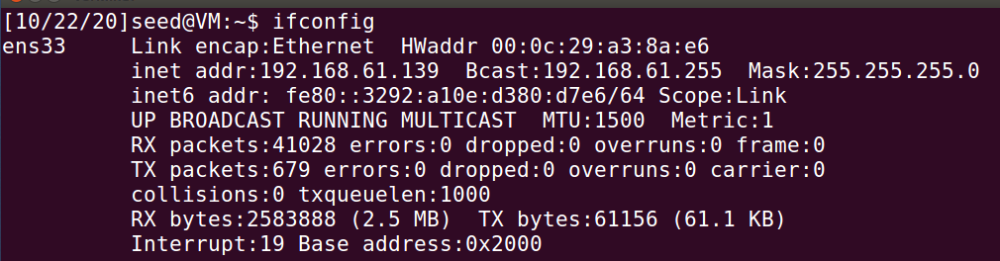 [10/22/20]seed@VM:~$ ifconfig
ens33     Link encap:Ethernet  HWaddr 00:0c:29:a3:8a:e6
          inet addr:192.168.61.139  Bcast:192.168.61.255  Mask:255.255.255.0
          inet6 addr: fe80::3292:a10e:d380:d7e6/64 Scope:Link
          UP BROADCAST RUNNING MULTICAST  MTU:1500  Metric:1
          RX packets:41028 errors:0 dropped:0 overruns:0 frame:0
          TX packets:679 errors:0 dropped:0 overruns:0 carrier:0
          collisions:0 txqueuelen:1000
          RX bytes:2583888 (2.5 MB)  TX bytes:61156 (61.1 KB)
          Interrupt:19 Base address:0x2000